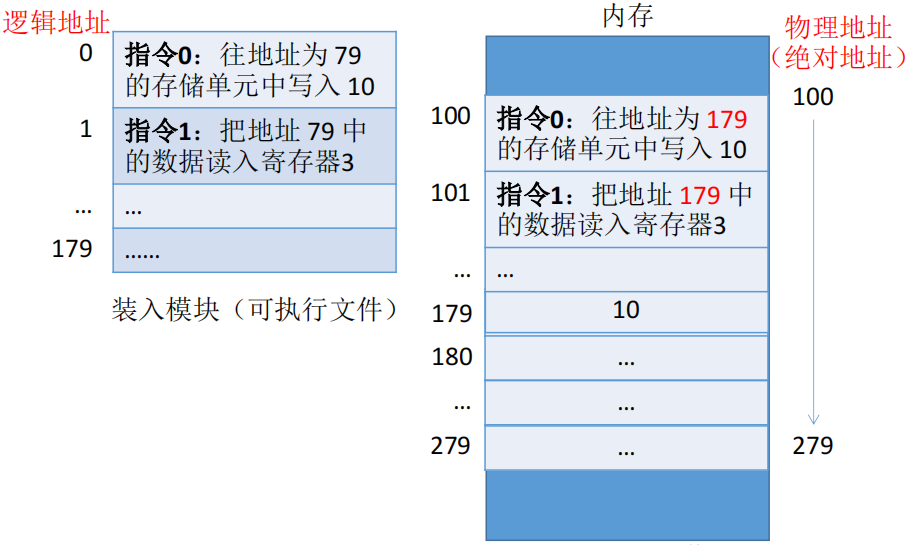 逻辑地址
0
指令0：往地址为 79
的存储单元中写入 10
1
指令1：把地址 79 中
的数据读入寄存器3
...
...
179
......
装入模块（可执行文件）
内存
物理地址
（绝对地址）
100
100
指令0：往地址为 179
的存储单元中写入 10
101
指令1：把地址 179 中
的数据读入寄存器3
...
...
179
10
180
...
...
...
279
...
279